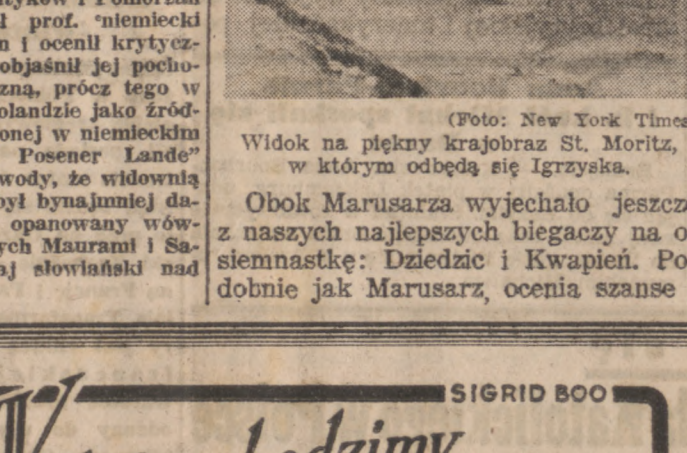 ł prof. niemiecki
n i ocenił krytycz-
objaśnił jej pocho-
zną, prócz tego w
olandzie jako źród-
onej w niemieckim
Posener Lande”
wody, że widownią
był bynajmniej da-
opanowany wów-
ych Maurami i Sa-
aj słowiański nad
(Foto: New York Times
Widok na piękny krajobraz St. Moritz,
w którym odbędą się Igrzyska.
Obok Marusarza wyjechało jeszcz
z naszych najlepszych biegaczy na o
siemnastkę: Dziedzic i Kwapień. Po
dobnie jak Marusarz, ocenia szanse
SIGRID BOO